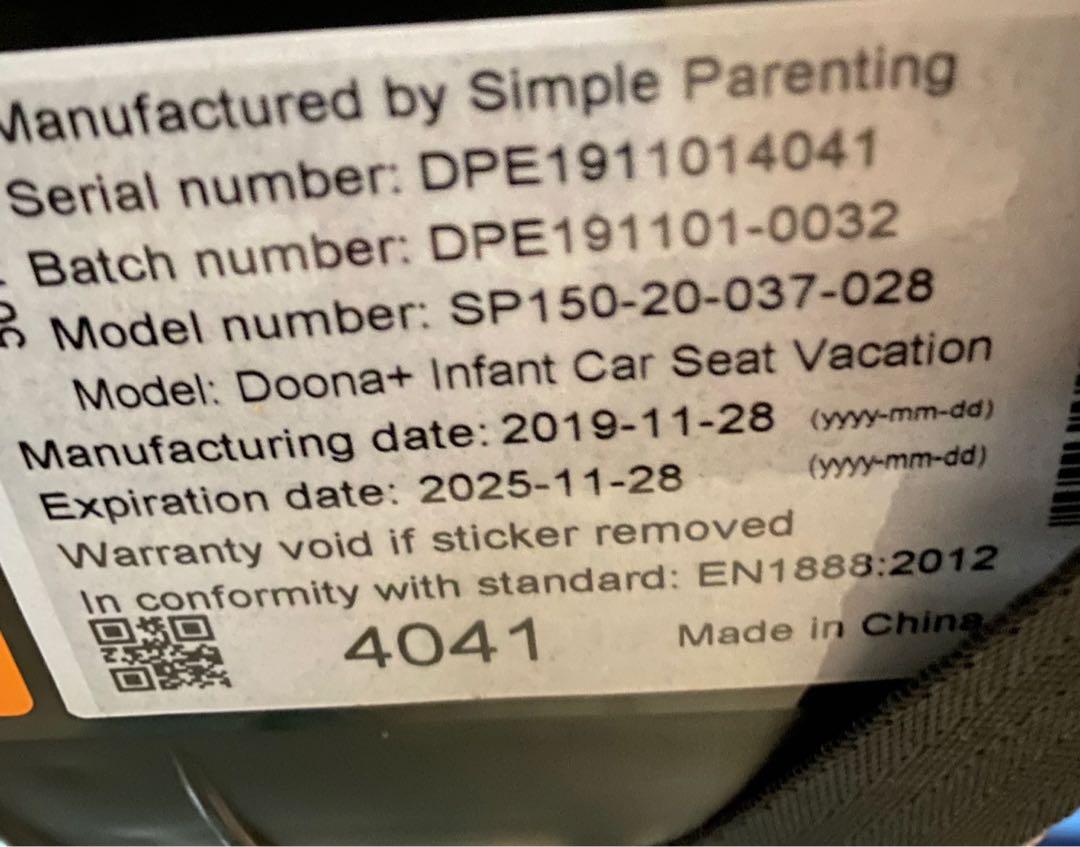 Manufactured by Simple Parenting
Serial number: DPE1911014041
Batch number: DPE191101-0032
Model number: SP150-20-037-028
Model: Doona+ Infant Car Seat Vacation
Manufacturing date: 2019-11-28 (yyyy-mm-dd)
Expiration date: 2025-11-28 (yyyy-mm-dd)
Warranty void if sticker removed
In conformity with standard: EN1888:2012
4041 Made in China